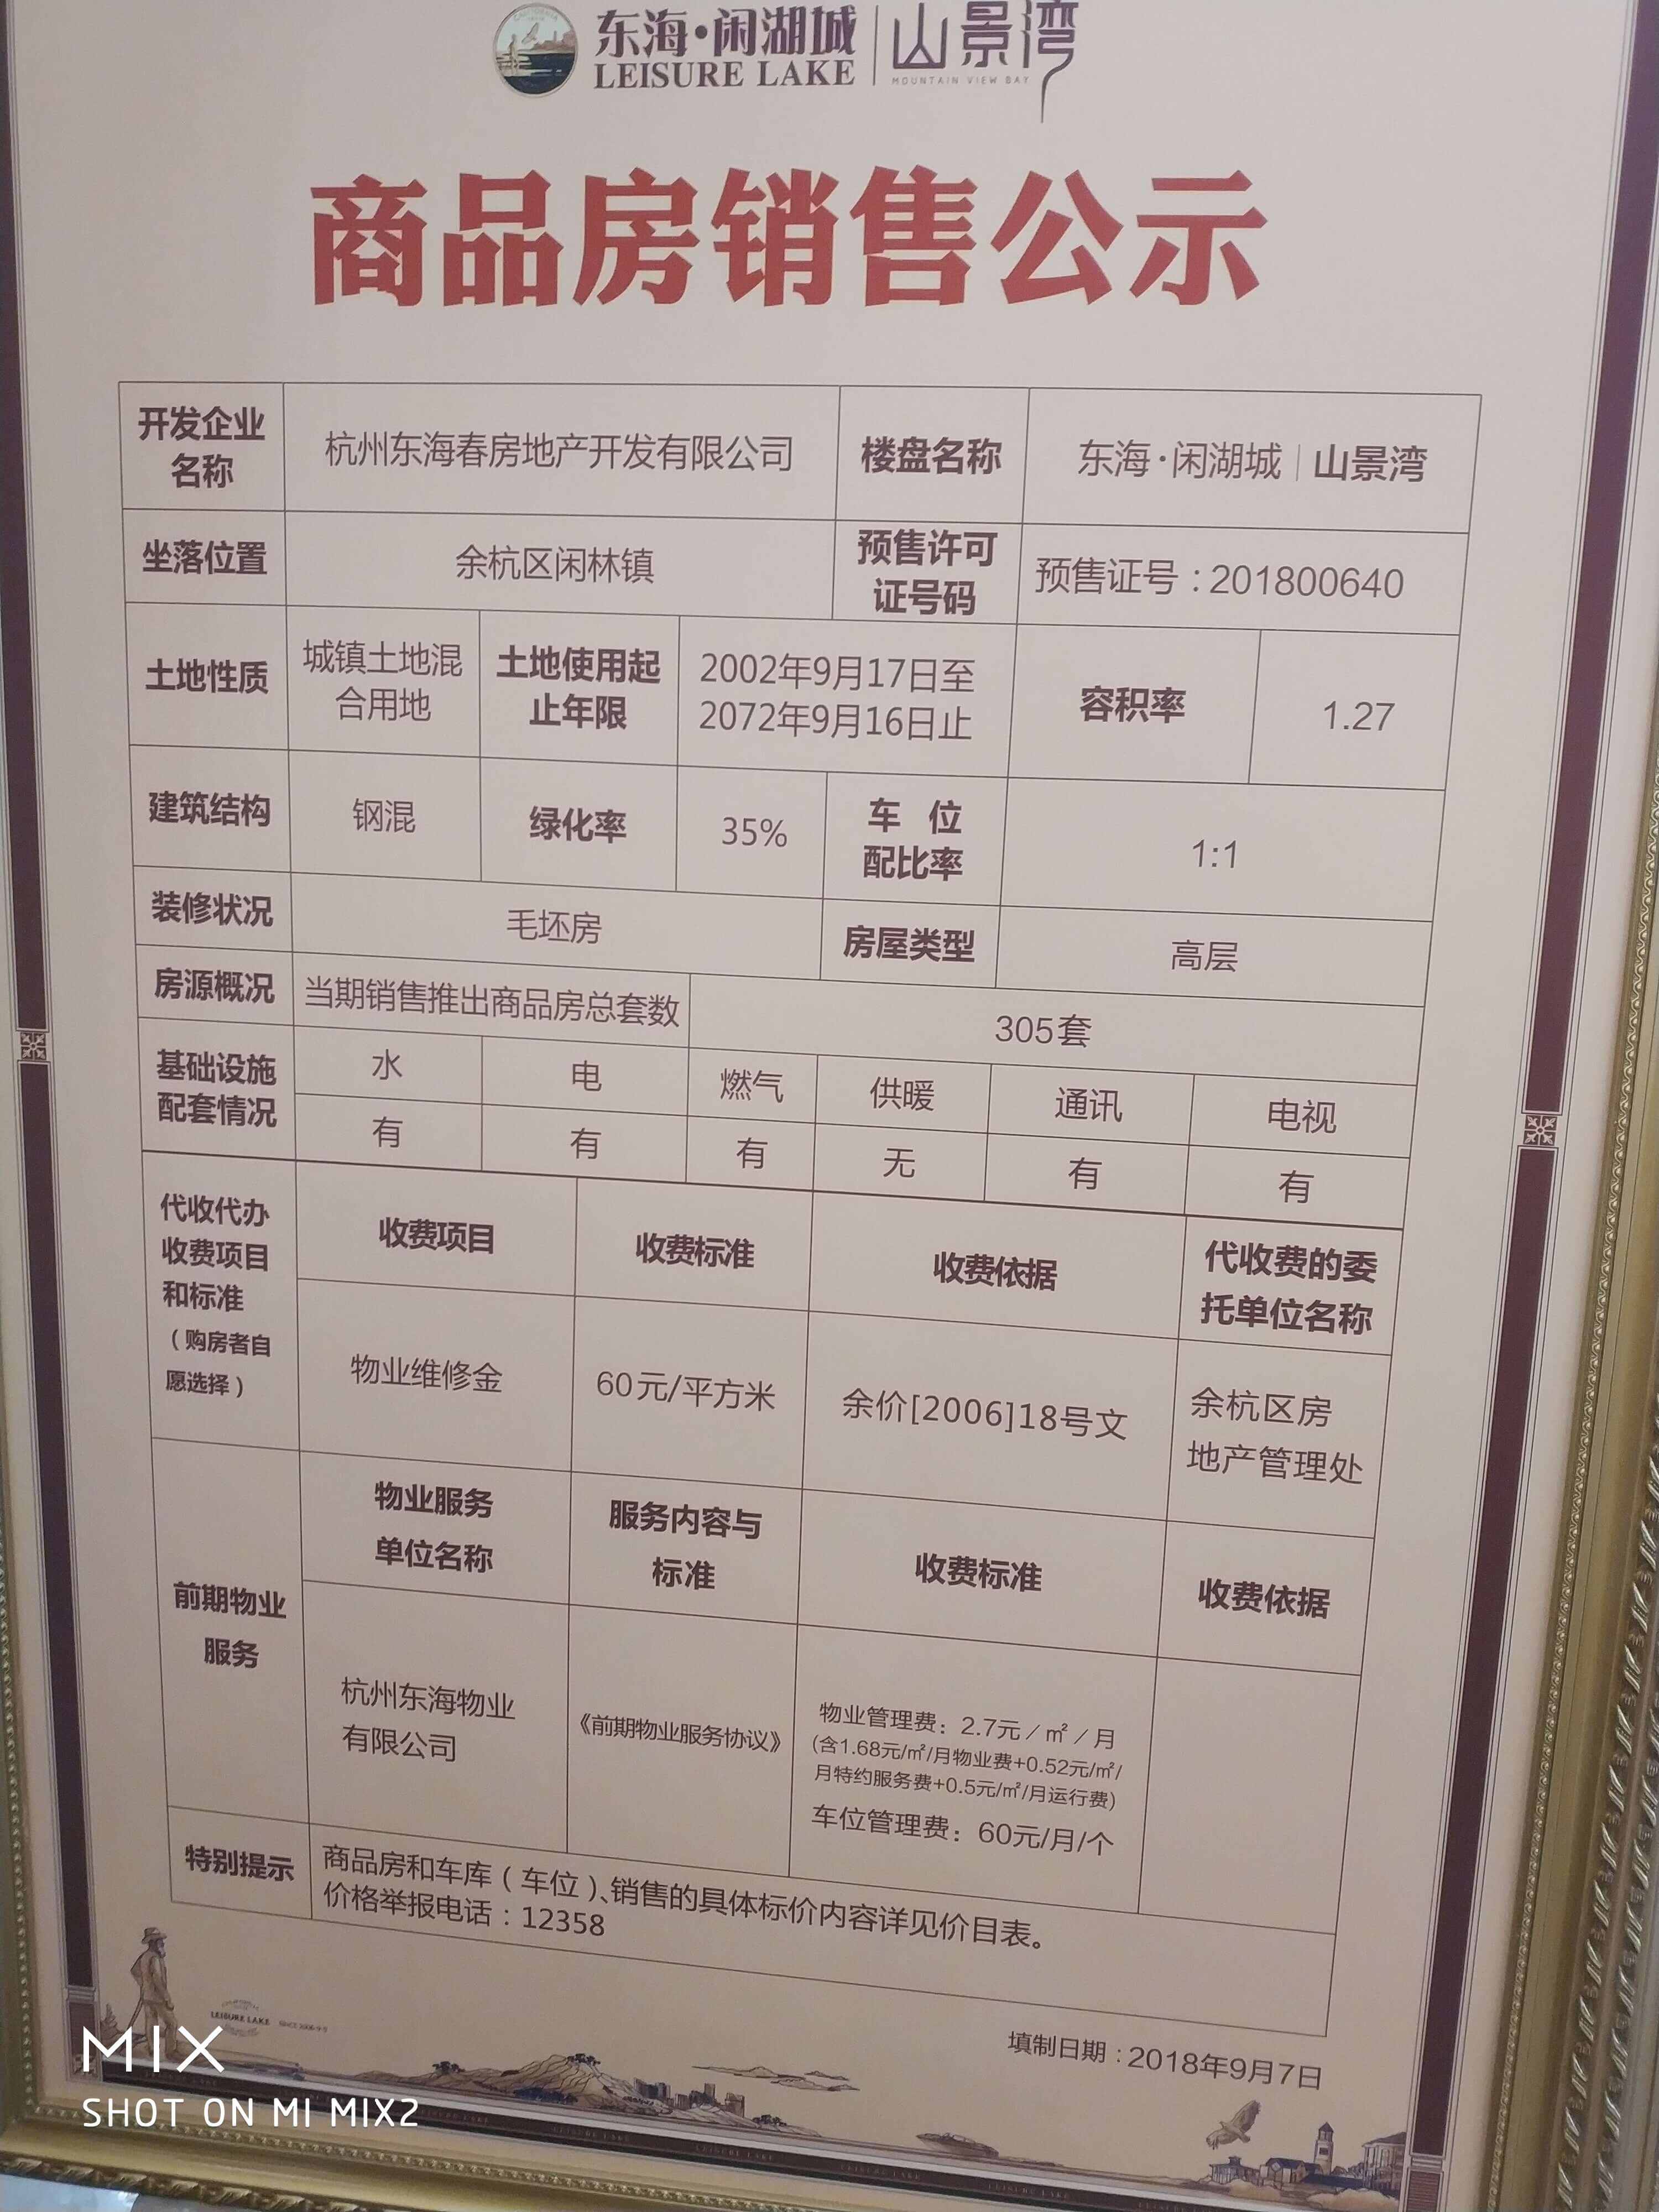 东海·闲湖城
LEISURE LAKE
山景湾
MOUNTAIN VIEW BAY
商品房销售公示
开发企业
名称
杭州东海春房地产开发有限公司
楼盘名称
东海·闲湖城|山景湾
坐落位置
余杭区闲林镇
预售许可
证号码
预售证号:201800640
土地性质
城镇土地混
合用地
土地使用起
止年限
2002年9月17日至
2072年9月16日止
容积率
1.27
建筑结构
钢混
绿化率
35%
车 位
配比率
1:1
装修状况
毛坯房
房屋类型
高层
房源概况
当期销售推出商品房总套数
305套
基础设施
配套情况
水
电
燃气
供暖
通讯
电视
有
有
有
无
有
有
代收代办
收费项目
和标准
(购房者自
愿选择)
收费项目
收费标准
收费依据
代收费的委
托单位名称
物业维修金
60元/平方米
余价[2006]18号文
余杭区房
地产管理处
前期物业
服务
物业服务
单位名称
服务内容与
标准
收费标准
收费依据
杭州东海物业
有限公司
《前期物业服务协议》
物业管理费:2.7元/㎡/月
(含1.68元/㎡/月物业费+0.52元/㎡/
月特约服务费+0.5元/㎡/月运行费)
车位管理费:60元/月/个
特别提示
商品房和车库(车位)、销售的具体标价内容详见价目表。
价格举报电话:12358
填制日期:2018年9月7日
LEISURE LAKE
MIX
SHOT ON MI MIX2